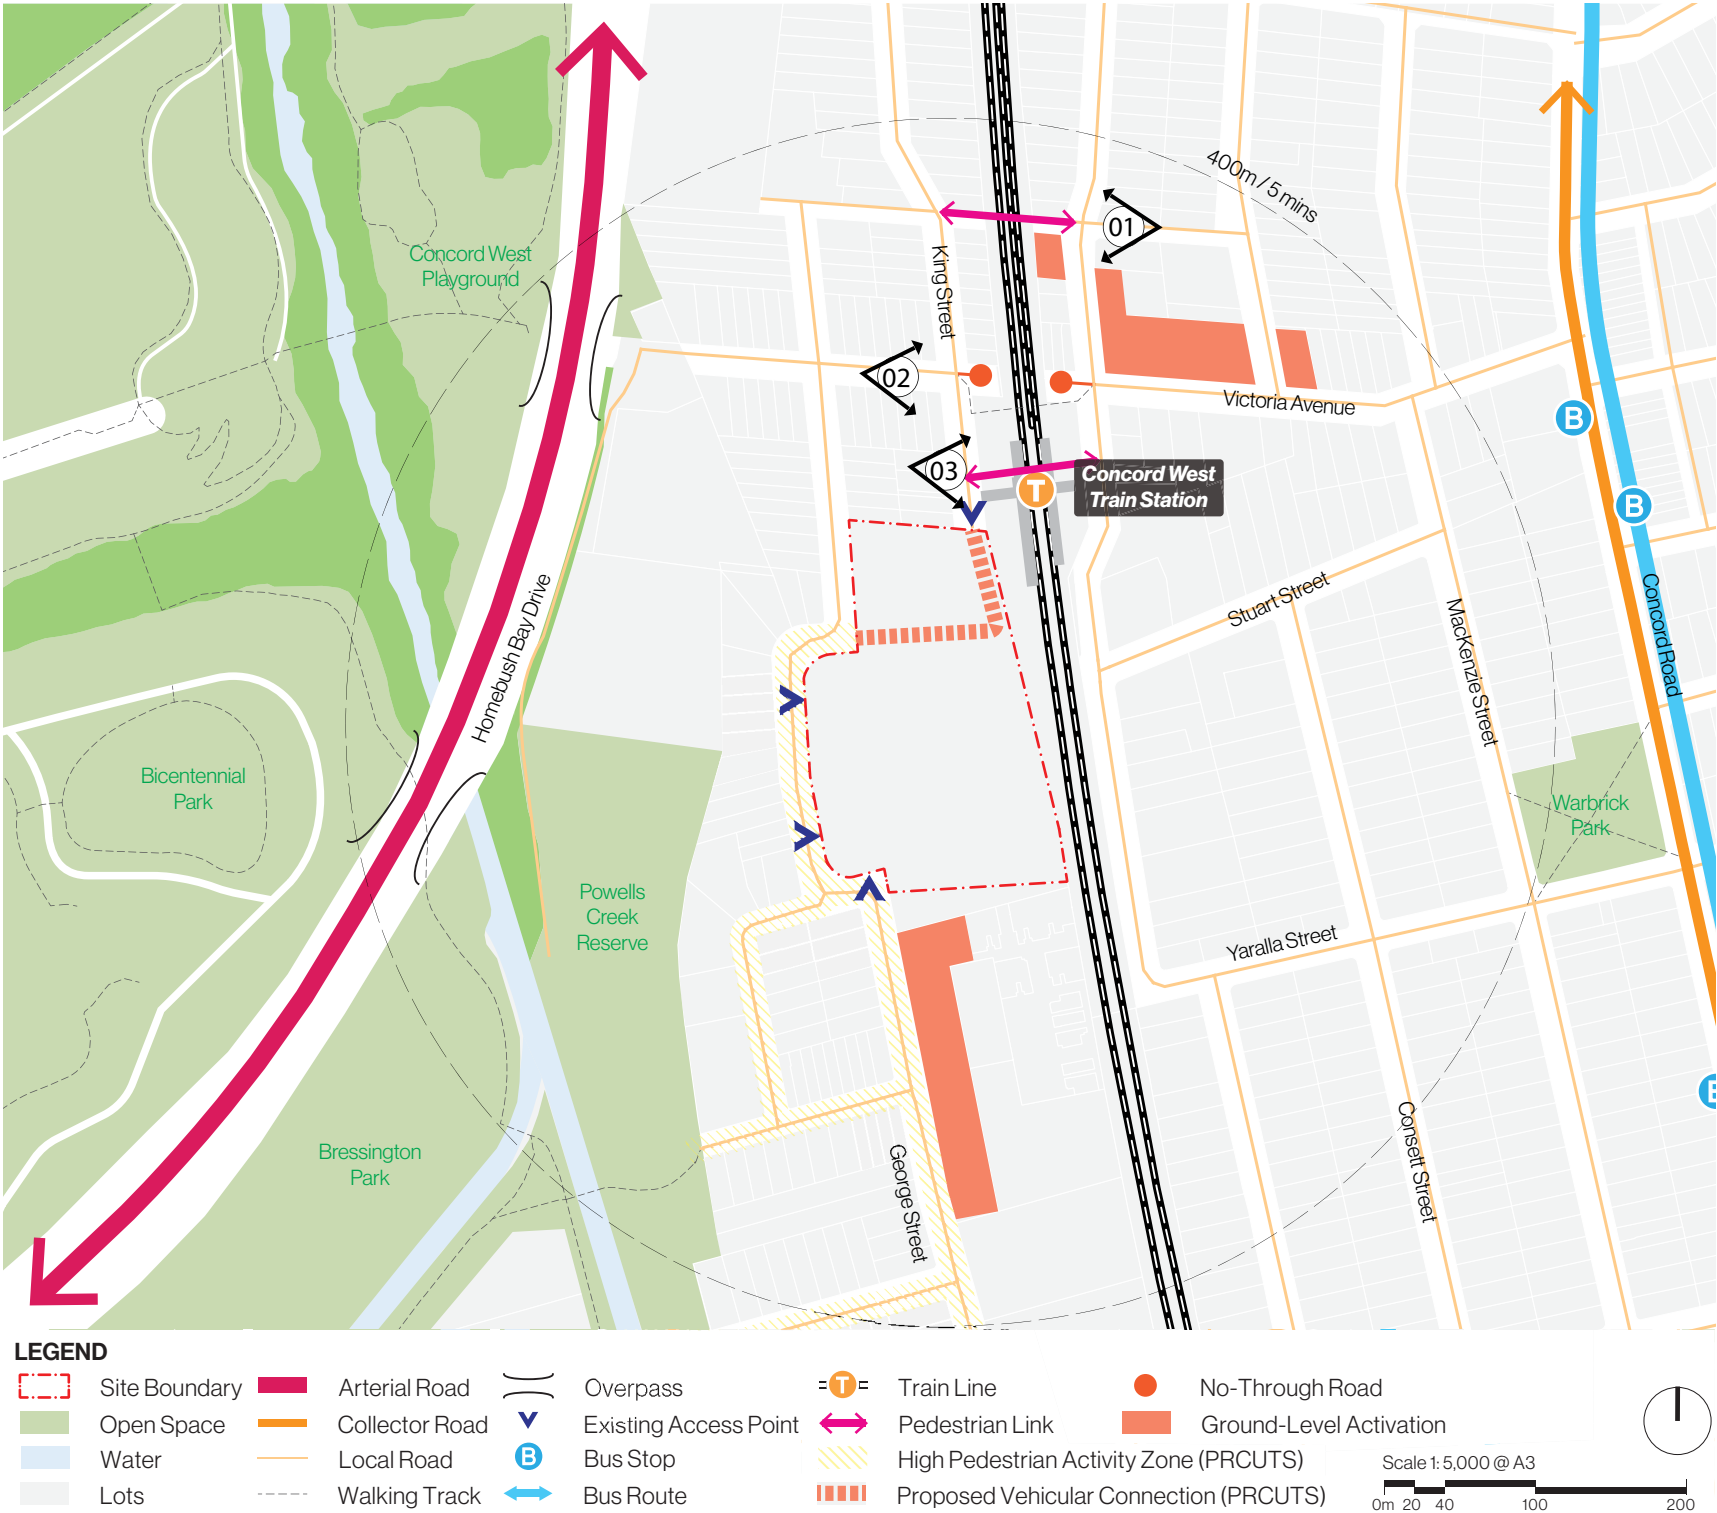 400m / 5 mins
Concord West
Playground
01
King Street
02
Victoria Avenue
B
03
T
Concord West
Train Station
B
Homebush Bay Drive
Stuart Street
MacKenzie Street
Concord Road
Bicentennial
Park
Warbrick
Park
Powells
Creek
Reserve
Yaralla Street
B
Bressington
Park
George Street
Consett Street
LEGEND
Site Boundary
Open Space
Water
Lots
Arterial Road
Collector Road
Local Road
Walking Track
Overpass
Existing Access Point
B
Bus Stop
Bus Route
T
Train Line
Pedestrian Link
High Pedestrian Activity Zone (PRCUTS)
Proposed Vehicular Connection (PRCUTS)
No-Through Road
Ground-Level Activation
Scale 1: 5,000 @ A3
0m 20 40 100 200